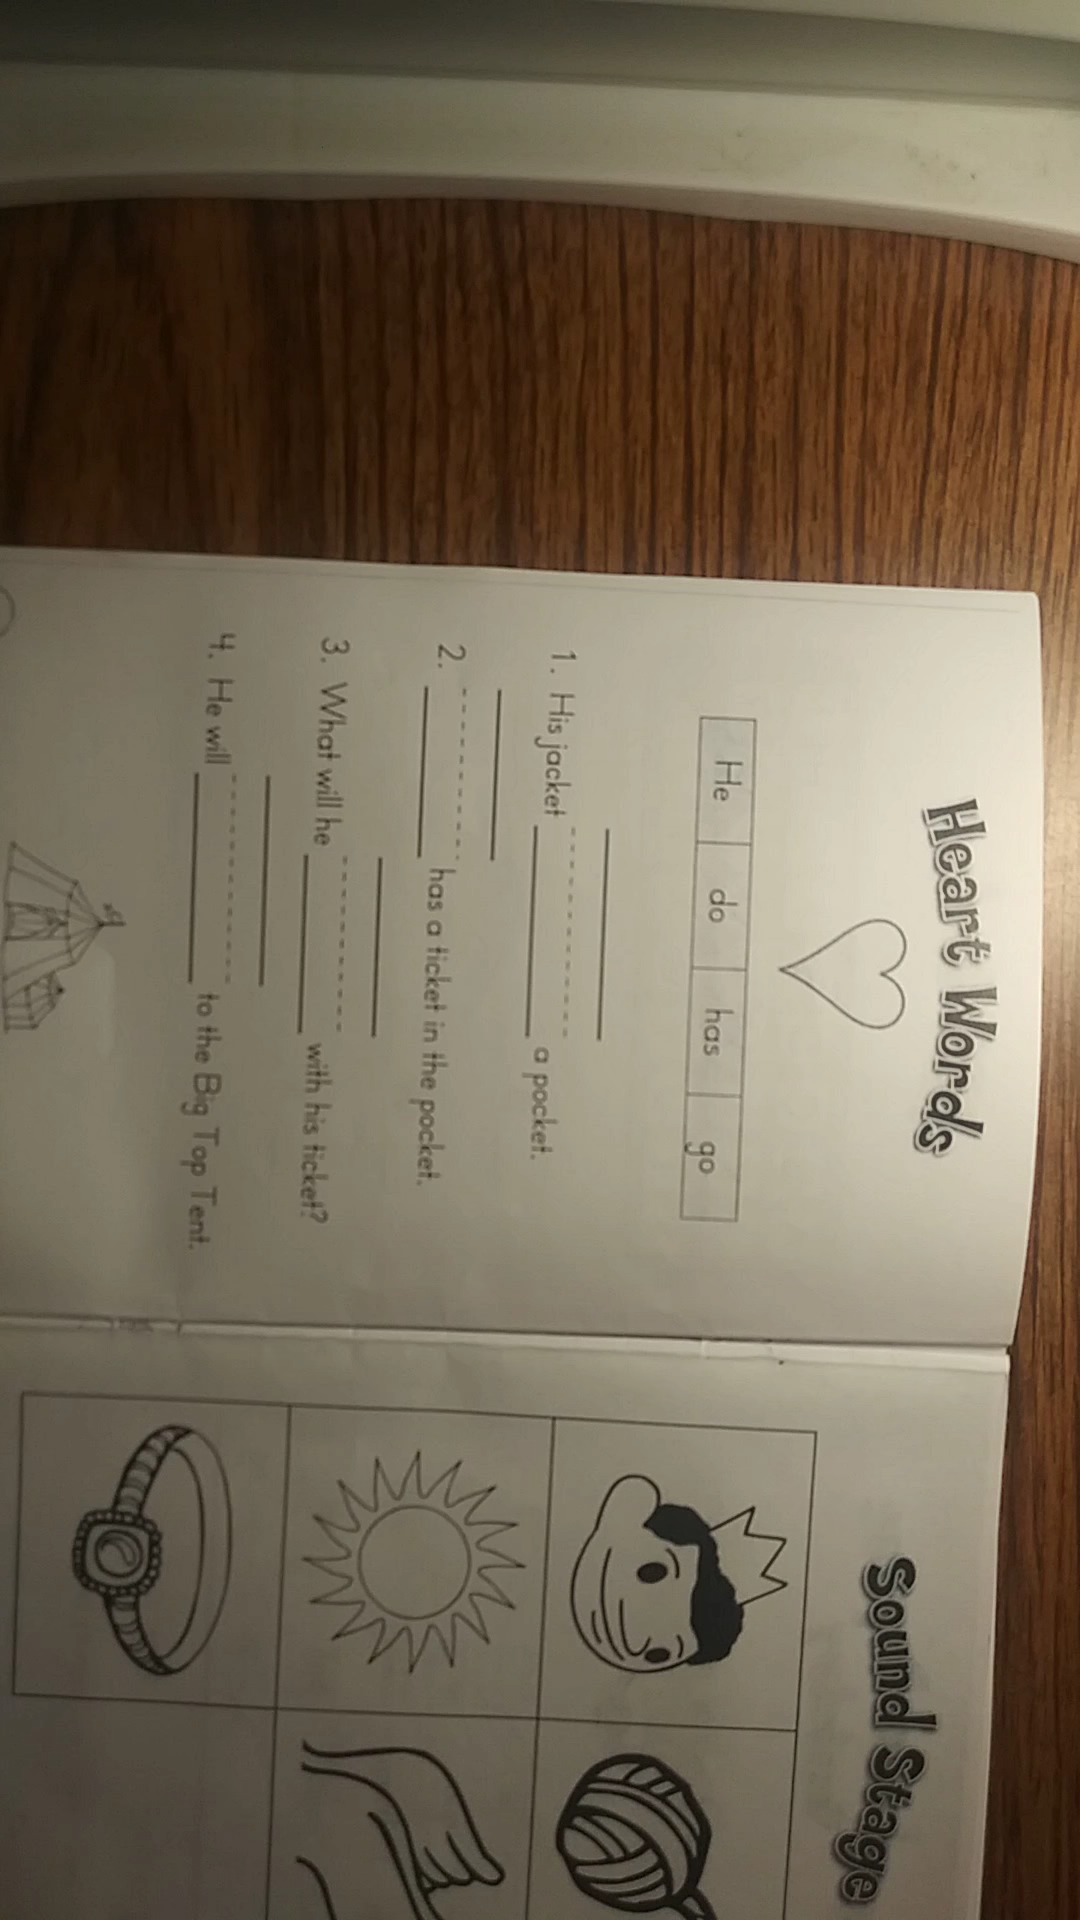 Heart Words
He do has go
1. His jacket a pocket.
2. has a ticket in the pocket.
3. What will he with his ticket?
4. He will to the Big Top Tent.
Sound Stage